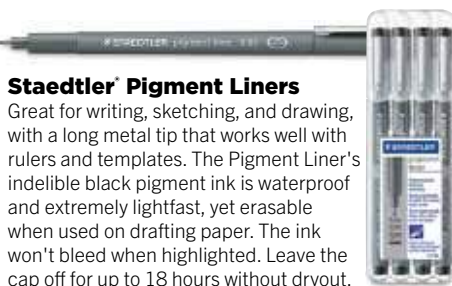 STAEDTLER pigment liner
Staedtler® Pigment Liners
Great for writing, sketching, and drawing,
with a long metal tip that works well with
rulers and templates. The Pigment Liner's
indelible black pigment ink is waterproof
and extremely lightfast, yet erasable
when used on drafting paper. The ink
won't bleed when highlighted. Leave the
cap off for up to 18 hours without dryout.
STAEDTLER